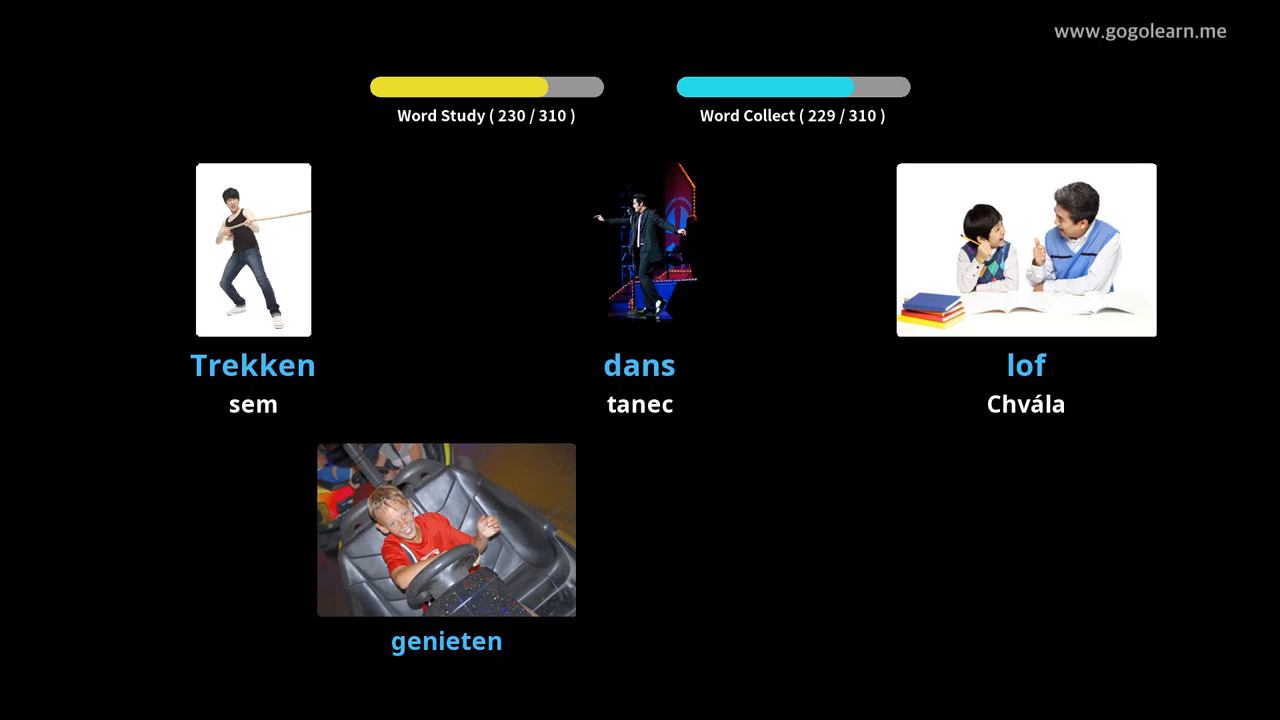 www.gogolearn.me
Word Study ( 230 / 310 )
Word Collect ( 229 / 310 )
Trekken
dans
lof
sem
tanec
Chvála
genieten